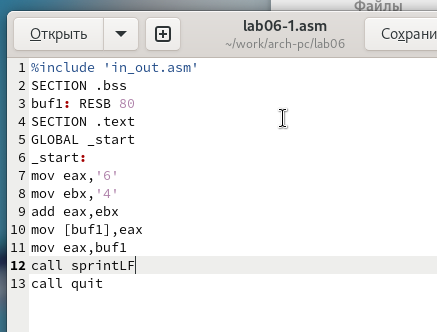 Файлы
Открыть
lab06-1.asm
~/work/arch-pc/lab06
Сохрани
1 %include 'in_out.asm'
2 SECTION .bss
3 buf1: RESB 80
4 SECTION .text
5 GLOBAL _start
6 _start:
7 mov eax,'6'
8 mov ebx,'4'
9 add eax,ebx
10 mov [buf1],eax
11 mov eax,buf1
12 call sprintLF
13 call quit